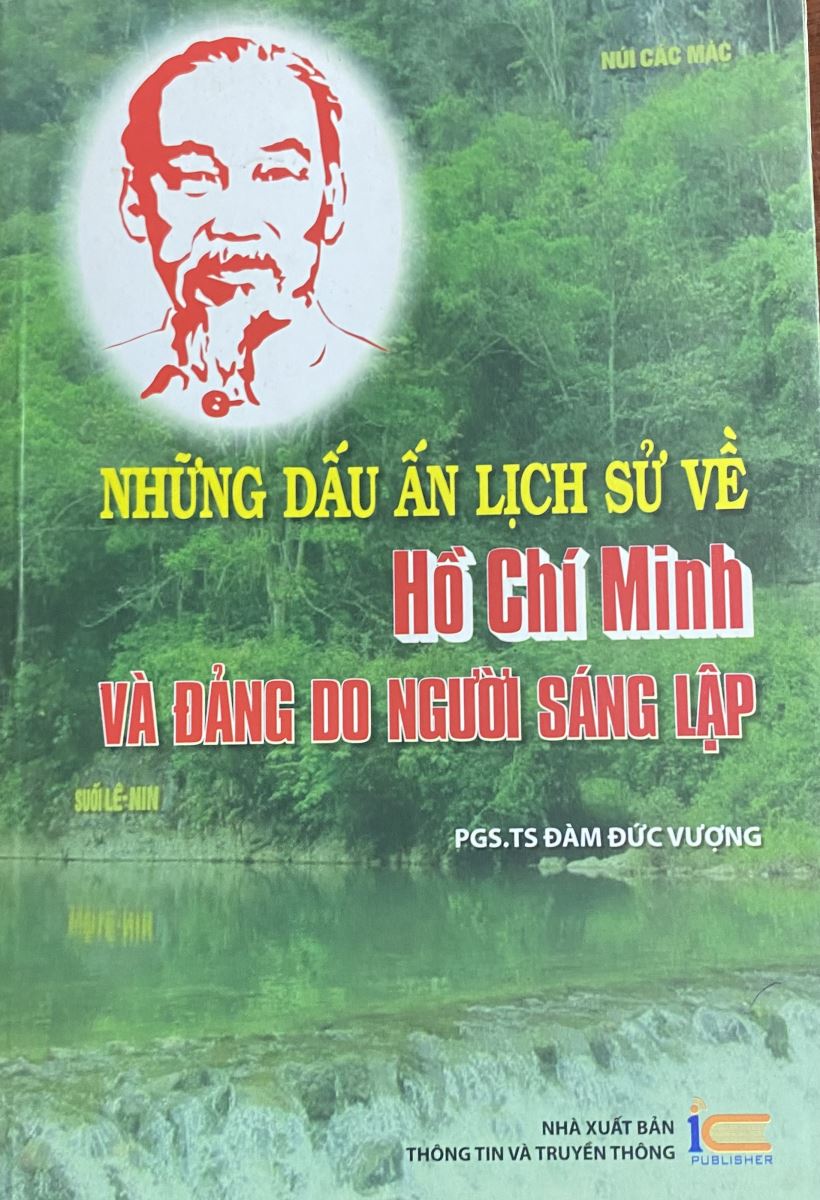 NÚI CÁC MÁC
NHỮNG DẤU ẤN LỊCH SỬ VỀ
Hồ Chí Minh
VÀ ĐẢNG DO NGƯỜI SÁNG LẬP
SUỐI LÊ-NIN
PGS.TS ĐÀM ĐỨC VƯỢNG
NHÀ XUẤT BẢN
THÔNG TIN VÀ TRUYỀN THÔNG
iC
PUBLISHER